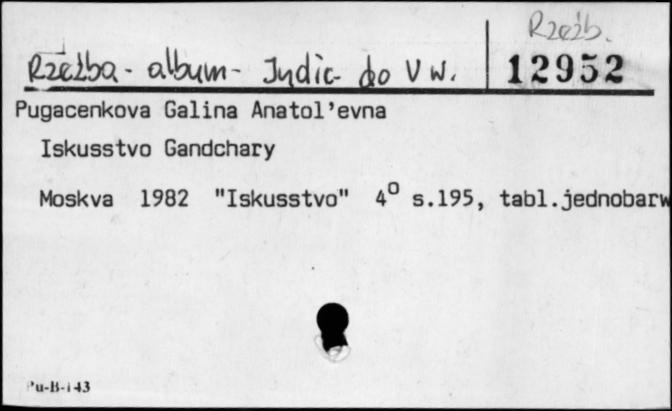 Rzeźb.
Rzeźba - album - Indie do V w. 12952
Pugacenkova Galina Anatol'evna
Iskusstvo Gandchary
Moskva 1982 "Iskusstvo" 4° s.195, tabl.jednobarw
Pu-B-143